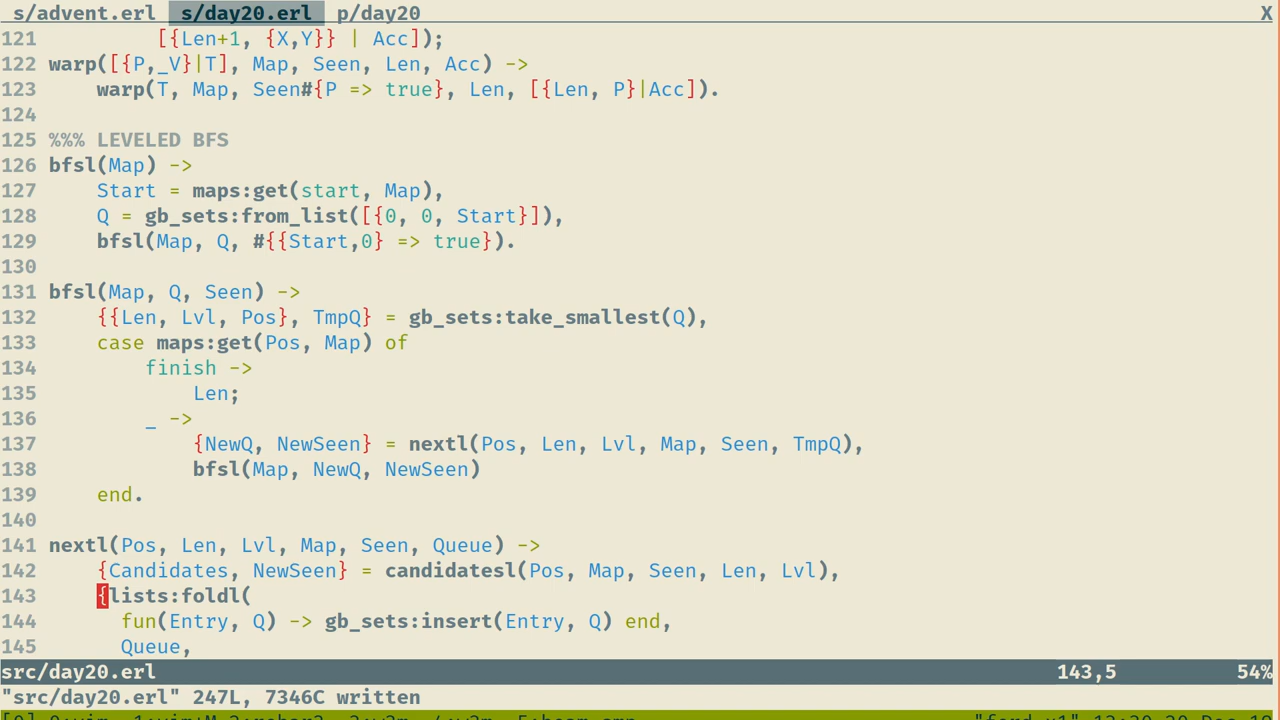 s/advent.erl  s/day20.erl  p/day20 X
121          [{Len+1, {X,Y}} | Acc]);
122 warp([{P,_V}|T], Map, Seen, Len, Acc) ->
123     warp(T, Map, Seen#{P => true}, Len, [{Len, P}|Acc]).
124
125 %%% LEVELED BFS
126 bfsl(Map) ->
127     Start = maps:get(start, Map),
128     Q = gb_sets:from_list([{0, 0, Start}]),
129     bfsl(Map, Q, #{{Start,0} => true}).
130
131 bfsl(Map, Q, Seen) ->
132     {{Len, Lvl, Pos}, TmpQ} = gb_sets:take_smallest(Q),
133     case maps:get(Pos, Map) of
134         finish ->
135             Len;
136         _ ->
137             {NewQ, NewSeen} = nextl(Pos, Len, Lvl, Map, Seen, TmpQ),
138             bfsl(Map, NewQ, NewSeen)
139     end.
140
141 nextl(Pos, Len, Lvl, Map, Seen, Queue) ->
142     {Candidates, NewSeen} = candidatesl(Pos, Map, Seen, Len, Lvl),
143     {lists:foldl(
144       fun(Entry, Q) -> gb_sets:insert(Entry, Q) end,
145       Queue,
src/day20.erl 143,5 54%
"src/day20.erl" 247L, 7346C written